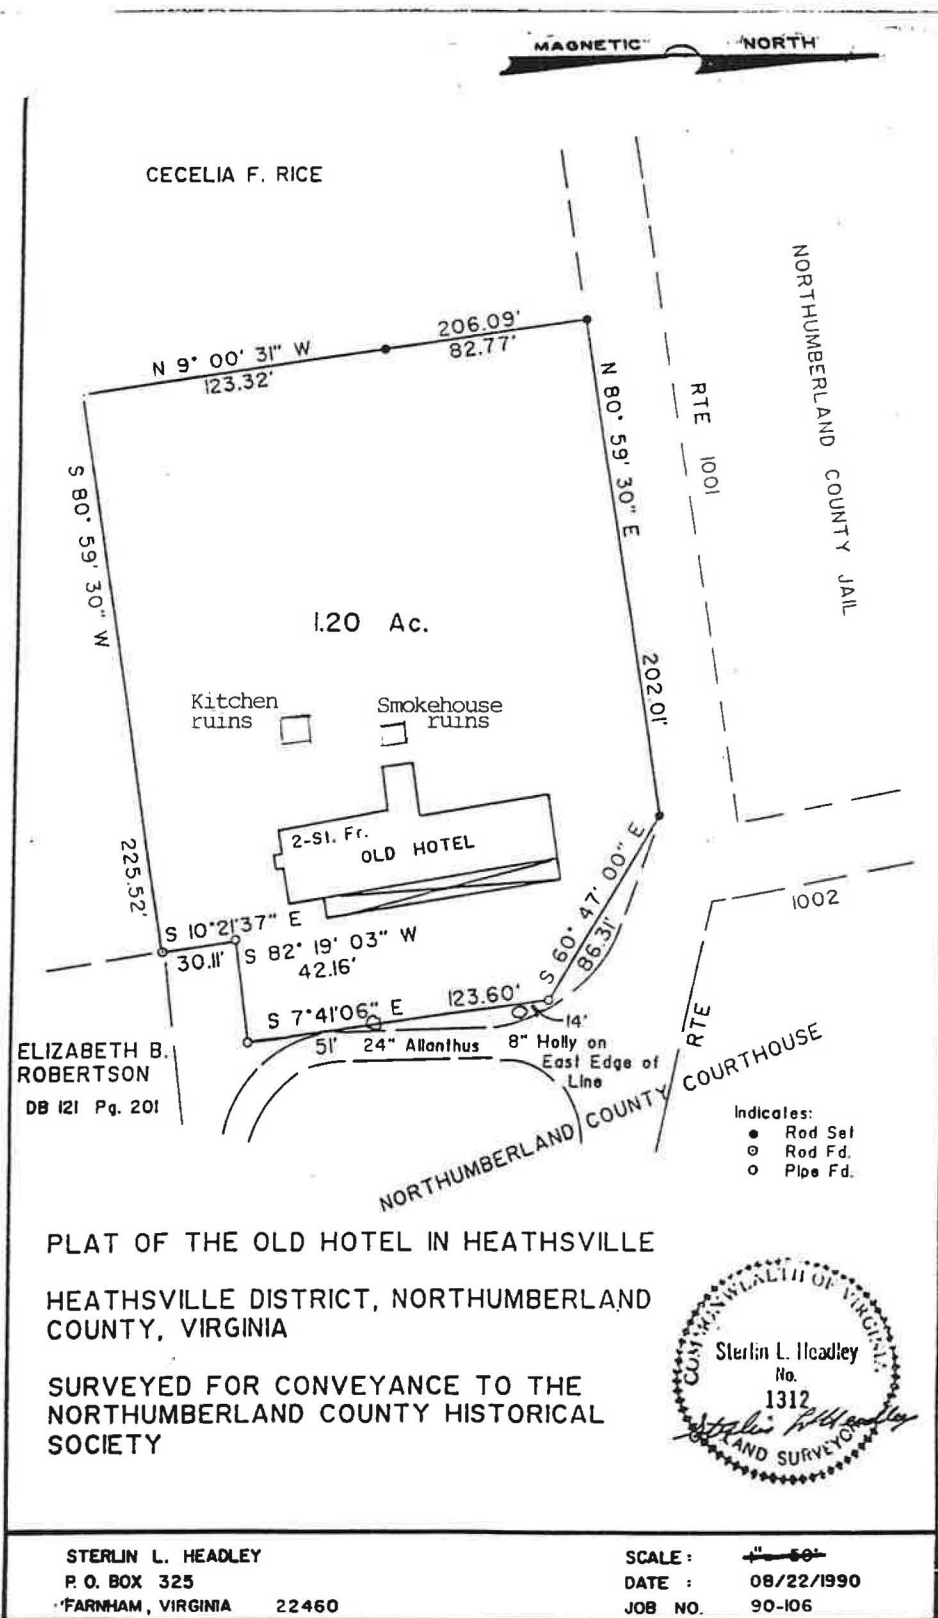 MAGNETIC NORTH
CECELIA F. RICE
NORTHUMBERLAND COUNTY JAIL
206.09'
N 9° 00' 31" W
82.77'
123.32'
N 80° 59' 30" E
RTE 1001
S 80° 59' 30" W
1.20 Ac.
202.01'
Kitchen
ruins
Smokehouse
ruins
2-St. Fr.
OLD HOTEL
225.52'
S 60° 47' 00" E
86.31'
1002
S 10°21'37" E
30.11'
S 82° 19' 03" W
42.16'
S 7°41'06" E
123.60'
14'
51'
24" Ailanthus
8" Holly on
East Edge of
Line
RTE
ELIZABETH B.
ROBERTSON
DB 121 Pg. 201
NORTHUMBERLAND COUNTY COURTHOUSE
Indicates:
Rod Set
Rod Fd.
Pipe Fd.
PLAT OF THE OLD HOTEL IN HEATHSVILLE
HEATHSVILLE DISTRICT, NORTHUMBERLAND
COUNTY, VIRGINIA
SURVEYED FOR CONVEYANCE TO THE
NORTHUMBERLAND COUNTY HISTORICAL
SOCIETY
COMMONWEALTH OF VIRGINIA
Sterlin L. Headley
No.
1312
Sterlin L. Headley
LAND SURVEYOR
STERLIN L. HEADLEY
P. O. BOX 325
FARNHAM, VIRGINIA 22460
SCALE: 1" = 50'
DATE : 08/22/1990
JOB NO. 90-106